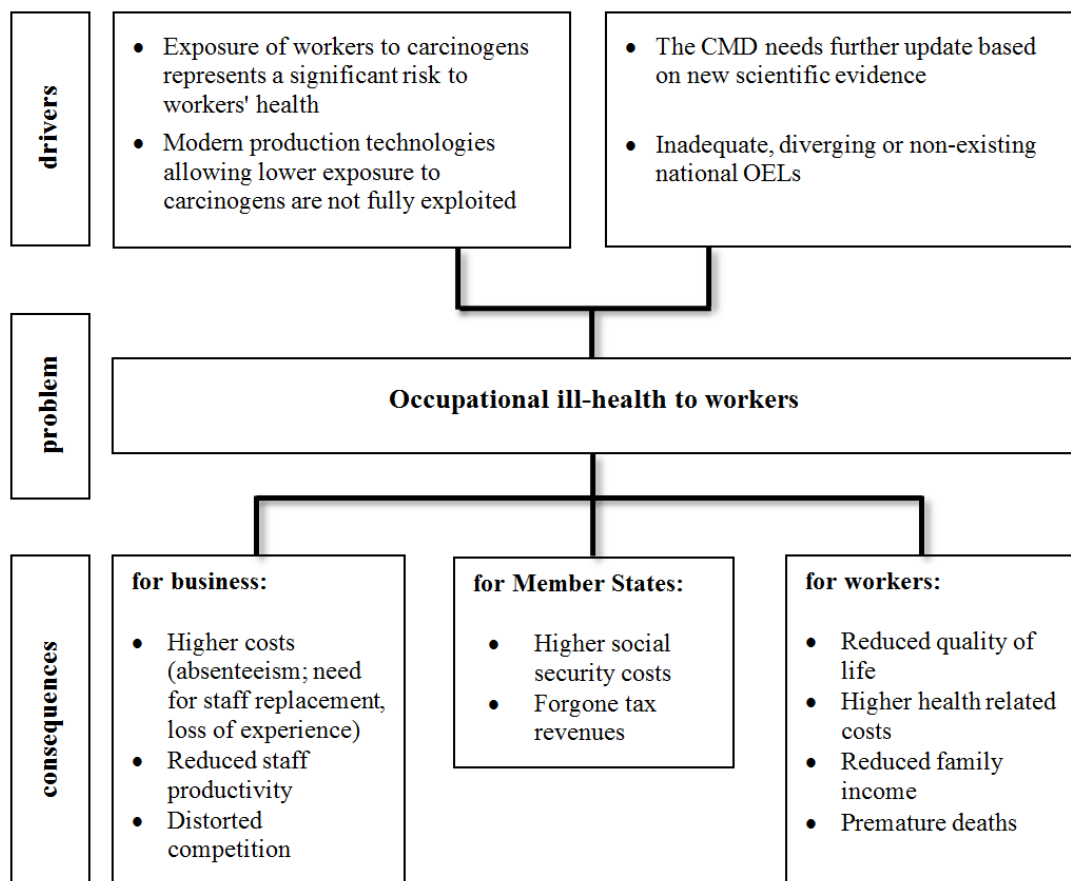 drivers
• Exposure of workers to carcinogens
represents a significant risk to
workers' health
• Modern production technologies
allowing lower exposure to
carcinogens are not fully exploited
• The CMD needs further update based
on new scientific evidence
• Inadequate, diverging or non-existing
national OELs
problem
Occupational ill-health to workers
consequences
for business:
• Higher costs
(absenteeism; need
for staff replacement,
loss of experience)
• Reduced staff
productivity
• Distorted
competition
for Member States:
• Higher social
security costs
• Forgone tax
revenues
for workers:
• Reduced quality of
life
• Higher health related
costs
• Reduced family
income
• Premature deaths